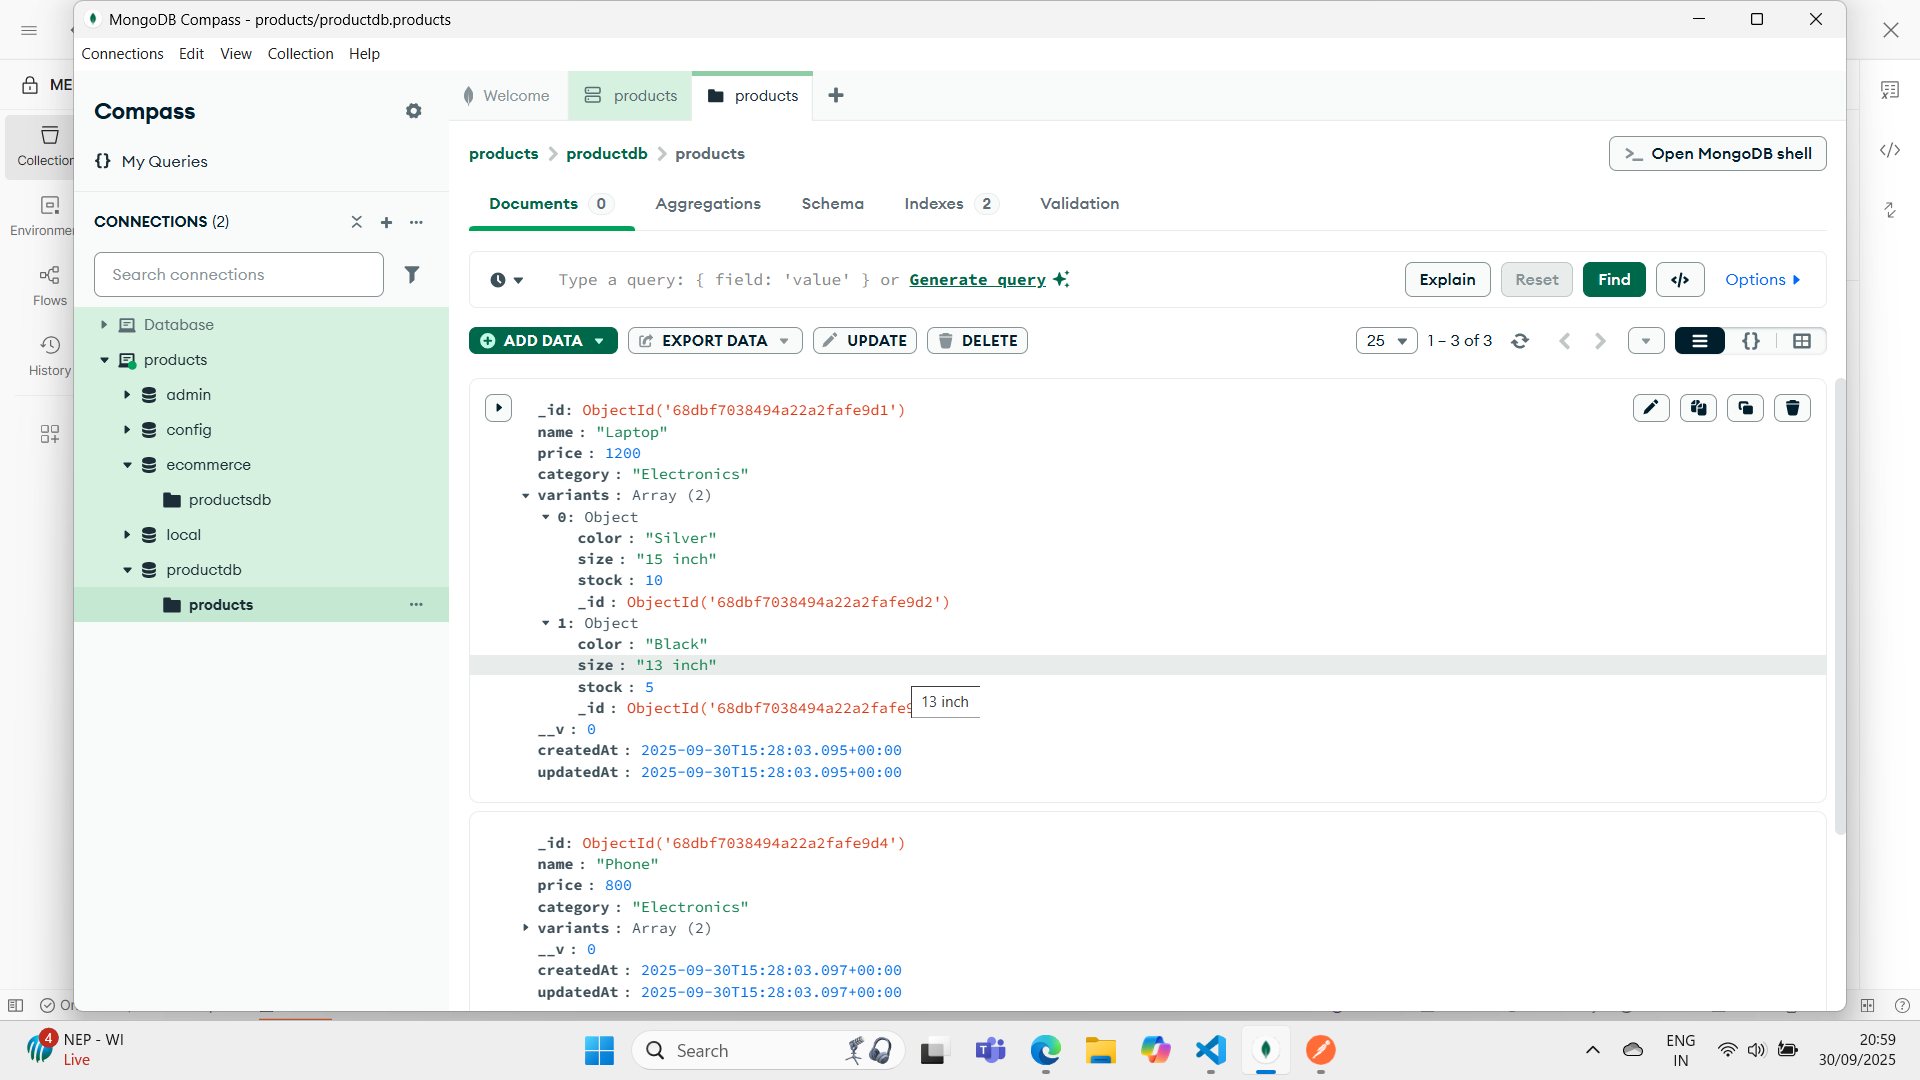 MongoDB Compass - products/productdb.products
Connections Edit View Collection Help
Compass
Welcome
products
products
My Queries
products
productdb
products
Open MongoDB shell
Documents 0
Aggregations
Schema
Indexes 2
Validation
CONNECTIONS (2)
Search connections
Type a query: { field: 'value' } or Generate query
Explain
Reset
Find
</>
Options
Database
products
admin
config
ecommerce
productsdb
local
productdb
products
ADD DATA
EXPORT DATA
UPDATE
DELETE
25
1 – 3 of 3
{}
_id: ObjectId('68dbf7038494a22a2fafe9d1')
name : "Laptop"
price : 1200
category : "Electronics"
variants : Array (2)
0: Object
color : "Silver"
size : "15 inch"
stock : 10
_id : ObjectId('68dbf7038494a22a2fafe9d2')
1: Object
color : "Black"
size : "13 inch"
stock : 5
13 inch
_id : ObjectId('68dbf7038494a22a2fafe9
__v : 0
createdAt : 2025-09-30T15:28:03.095+00:00
updatedAt : 2025-09-30T15:28:03.095+00:00
_id: ObjectId('68dbf7038494a22a2fafe9d4')
name : "Phone"
price : 800
category : "Electronics"
variants : Array (2)
__v : 0
createdAt : 2025-09-30T15:28:03.097+00:00
updatedAt : 2025-09-30T15:28:03.097+00:00
Collection
Environmen
Flows
History
4
NEP - WI
Live
Search
ENG
IN
20:59
30/09/2025